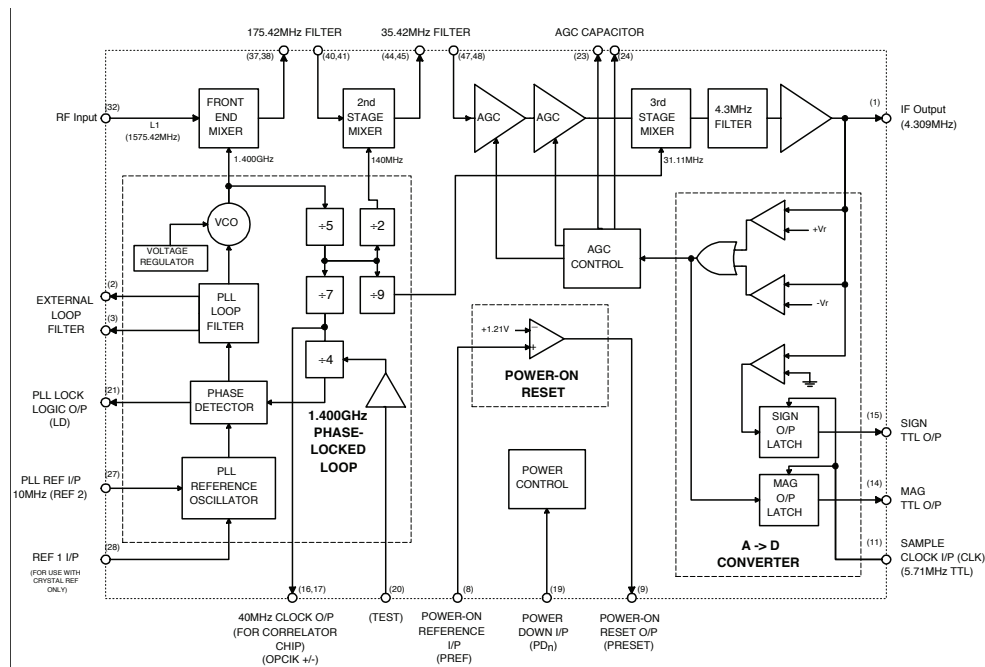 175.42MHz FILTER
35.42MHz FILTER
AGC CAPACITOR
(37,38)
(40,41)
(44,45)
(47,48)
(23)
(24)
(32)
RF Input
L1
(1575.42MHz)
FRONT
END
MIXER
2nd
STAGE
MIXER
AGC
AGC
3rd
STAGE
MIXER
4.3MHz
FILTER
(1)
IF Output
(4.309MHz)
1.400GHz
140MHz
31.11MHz
VCO
VOLTAGE
REGULATOR
÷5
÷2
÷7
÷9
÷4
AGC
CONTROL
+Vr
-Vr
(2)
EXTERNAL
LOOP
FILTER
(3)
PLL
LOOP
FILTER
+1.21V
−
+
POWER-ON
RESET
(21)
PLL LOCK
LOGIC O/P
(LD)
PHASE
DETECTOR
1.400GHz
PHASE-
LOCKED
LOOP
SIGN
O/P
LATCH
(15)
SIGN
TTL O/P
(27)
PLL REF I/P
10MHz (REF 2)
PLL
REFERENCE
OSCILLATOR
POWER
CONTROL
MAG
O/P
LATCH
(14)
MAG
TTL O/P
(28)
REF 1 I/P
(FOR USE WITH
CRYSTAL REF
ONLY)
A -> D
CONVERTER
(11)
SAMPLE
CLOCK I/P (CLK)
(5.71MHz TTL)
(16,17)
(20)
(8)
(19)
(9)
40MHz CLOCK O/P
(FOR CORRELATOR
CHIP)
(OPClK +/-)
(TEST)
POWER-ON
REFERENCE
I/P
(PREF)
POWER
DOWN I/P
(PDn)
POWER-ON
RESET O/P
(PRESET)